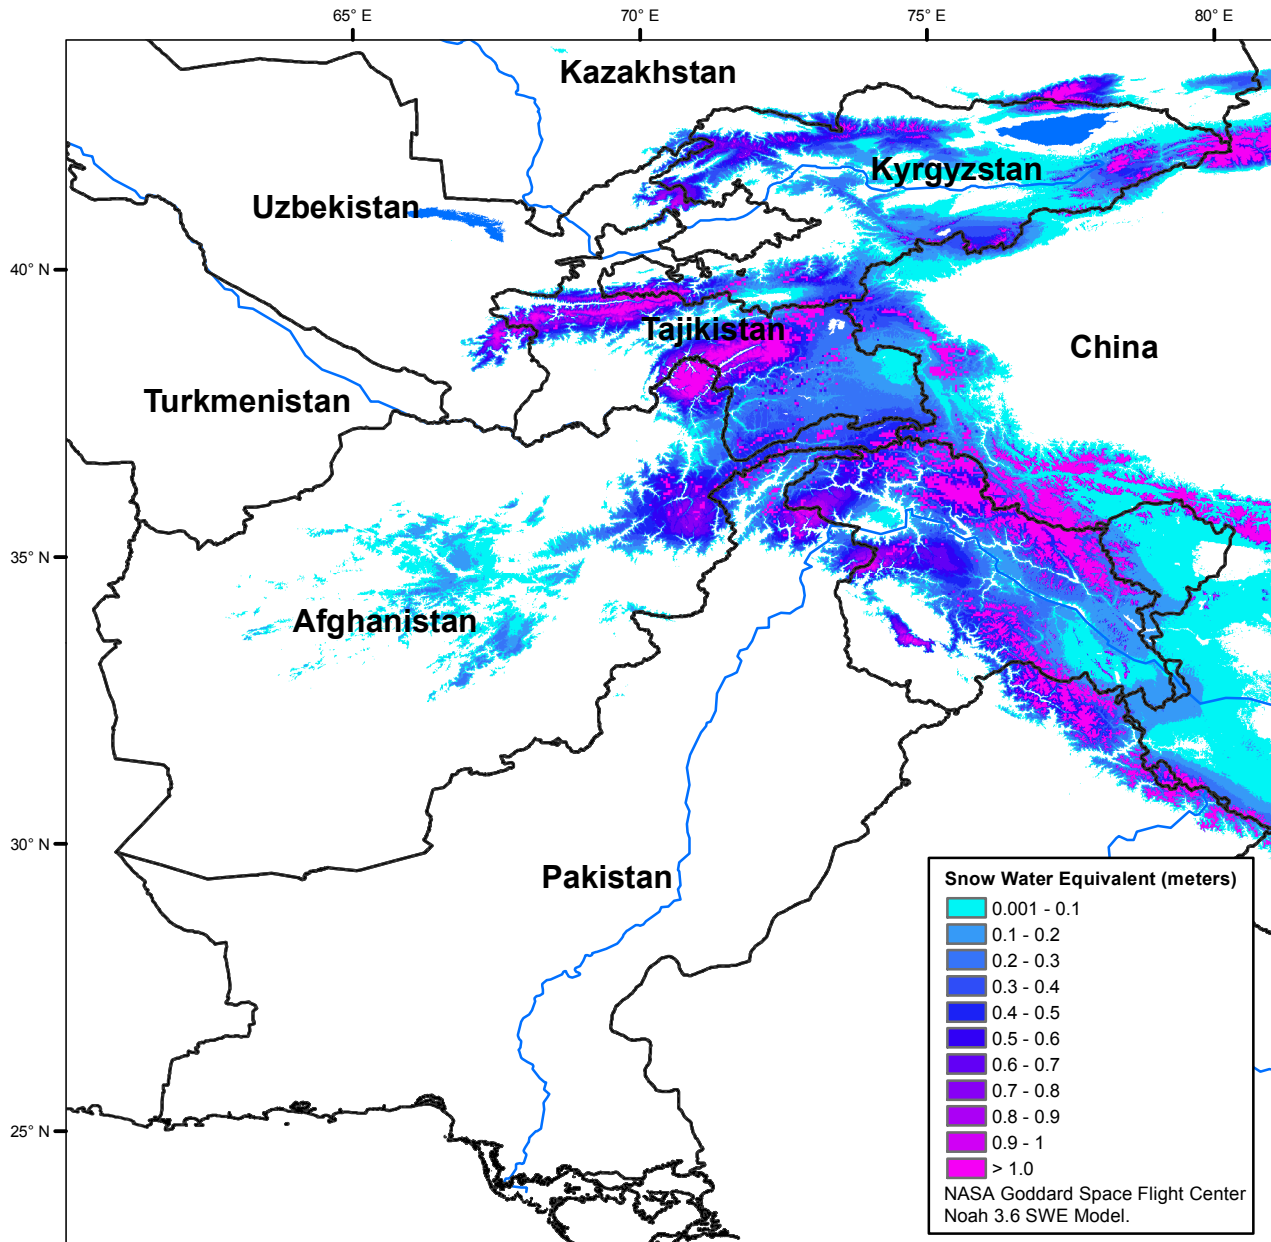 65° E
70° E
75° E
80° E
Kazakhstan
Kyrgyzstan
Uzbekistan
40° N
Tajikistan
China
Turkmenistan
35° N
Afghanistan
30° N
Pakistan
25° N
Snow Water Equivalent (meters)
0.001 - 0.1
0.1 - 0.2
0.2 - 0.3
0.3 - 0.4
0.4 - 0.5
0.5 - 0.6
0.6 - 0.7
0.7 - 0.8
0.8 - 0.9
0.9 - 1
> 1.0
NASA Goddard Space Flight Center
Noah 3.6 SWE Model.